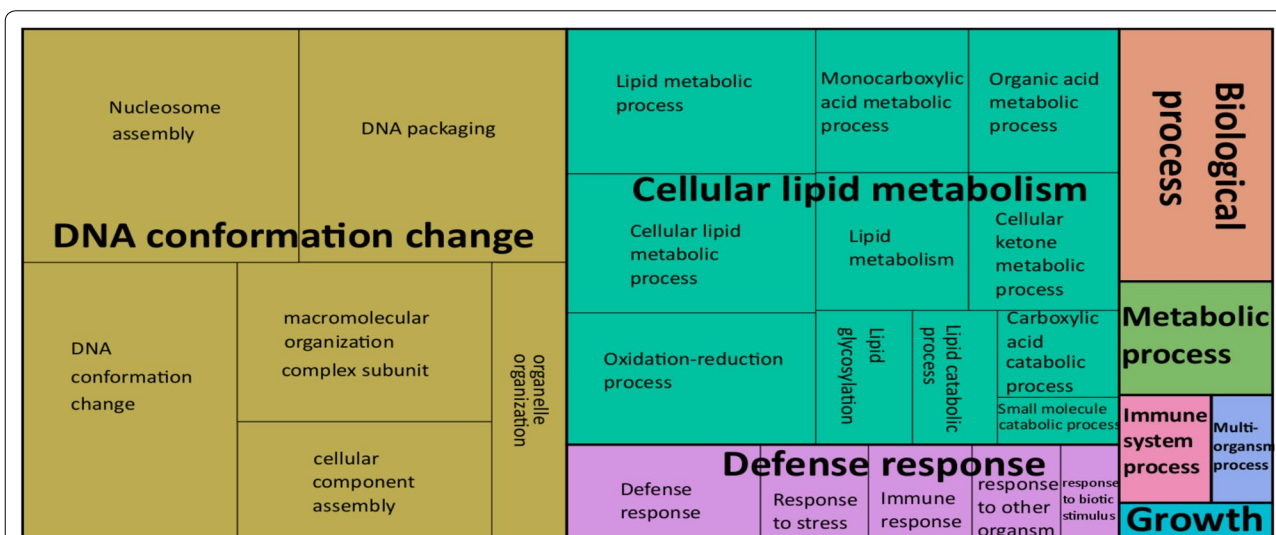 Nucleosome
assembly
DNA packaging
DNA conformation change
DNA
conformation
change
macromolecular
organization
complex subunit
organelle
organization
cellular
component
assembly
Lipid metabolic
process
Monocarboxylic
acid metabolic
process
Organic acid
metabolic
process
Cellular lipid metabolism
Cellular lipid
metabolic
process
Lipid
metabolism
Cellular
ketone
metabolic
process
Oxidation-reduction
process
Lipid
glycosylation
Lipid catabolic
process
Carboxylic
acid
catabolic
process
Small molecule
catabolic process
Defense response
Defense
response
Response
to stress
Immune
response
response
to other
organsm
response
to biotic
stimulus
Biological
process
Metabolic
process
Immune
system
process
Multi-
organsm
process
Growth